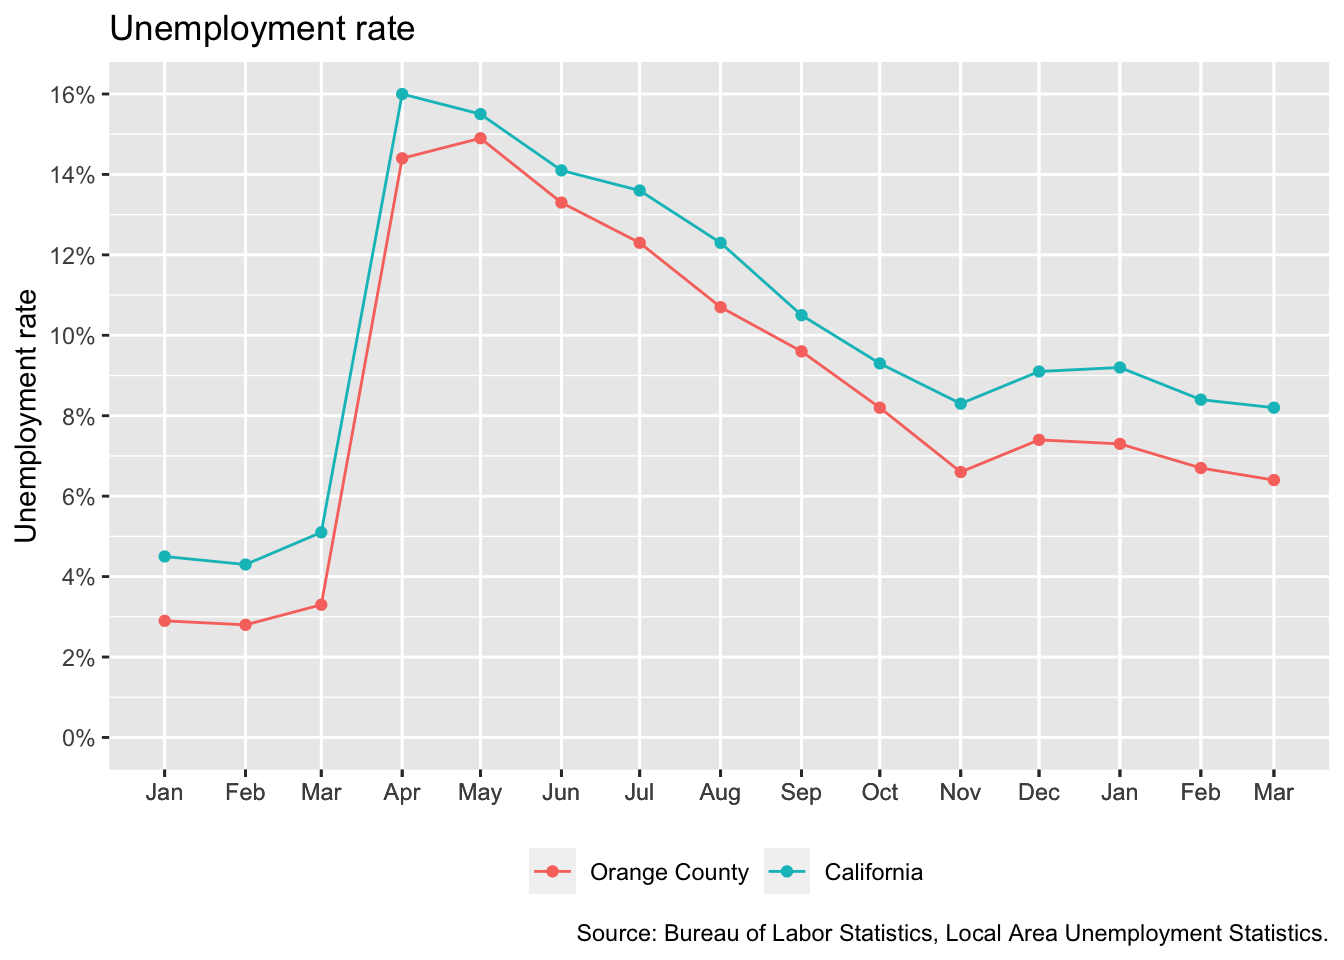 Unemployment rate
Unemployment rate
16%
14%
12%
10%
8%
6%
4%
2%
0%
Jan Feb Mar Apr May Jun Jul Aug Sep Oct Nov Dec Jan Feb Mar
Orange County California
Source: Bureau of Labor Statistics, Local Area Unemployment Statistics.